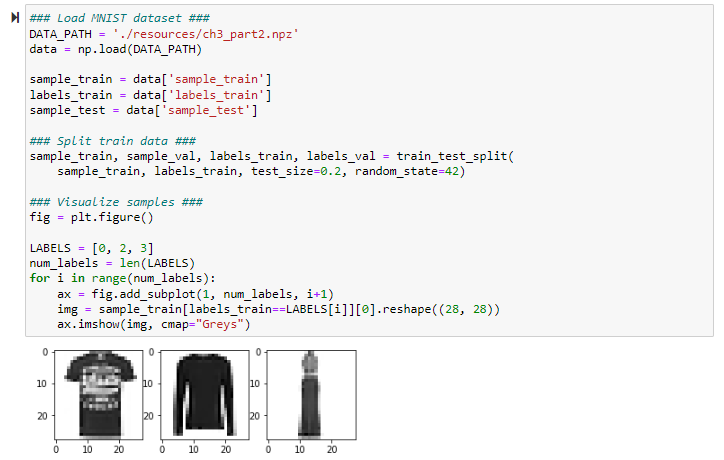 ### Load MNIST dataset ###
DATA_PATH = './resources/ch3_part2.npz'
data = np.load(DATA_PATH)
sample_train = data['sample_train']
labels_train = data['labels_train']
sample_test = data['sample_test']
### Split train data ###
sample_train, sample_val, labels_train, labels_val = train_test_split(
    sample_train, labels_train, test_size=0.2, random_state=42)
### Visualize samples ###
fig = plt.figure()
LABELS = [0, 2, 3]
num_labels = len(LABELS)
for i in range(num_labels):
    ax = fig.add_subplot(1, num_labels, i+1)
    img = sample_train[labels_train==LABELS[i]][0].reshape((28, 28))
    ax.imshow(img, cmap="Greys")
0 0 0
10 10 10
20 20 20
0 10 20 0 10 20 0 10 20